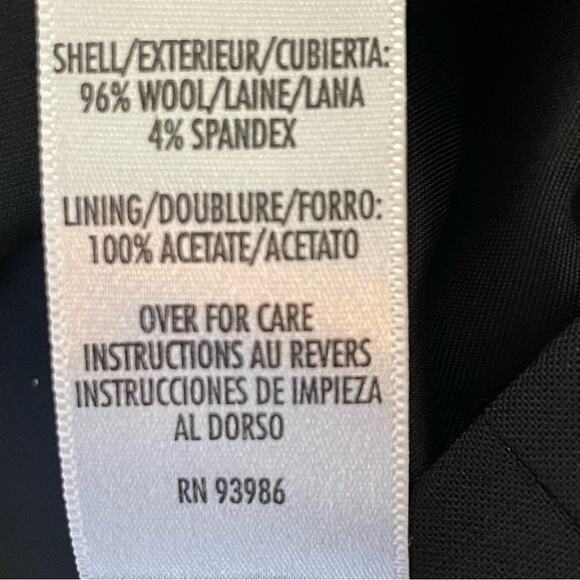 SHELL/EXTERIEUR/CUBIERTA:
96% WOOL/LAINE/LANA
4% SPANDEX
LINING/DOUBLURE/FORRO:
100% ACETATE/ACETATO
OVER FOR CARE
INSTRUCTIONS AU REVERS
INSTRUCCIONES DE IMPIEZA
AL DORSO
RN 93986